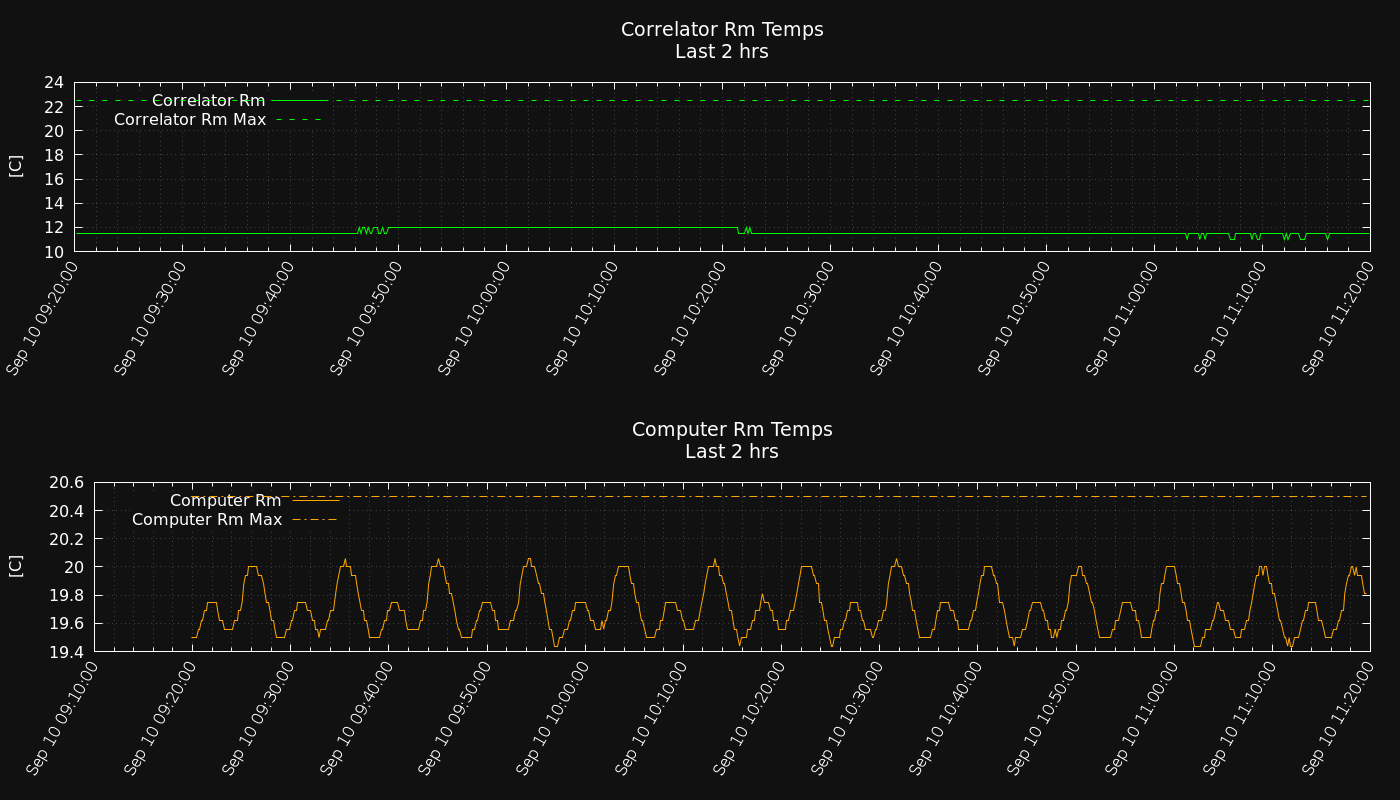 Correlator Rm Temps
Last 2 hrs
24
22
20
18
16
14
12
10
[C]
Correlator Rm
Correlator Rm Max
Sep 10 09:20:00
Sep 10 09:30:00
Sep 10 09:40:00
Sep 10 09:50:00
Sep 10 10:00:00
Sep 10 10:10:00
Sep 10 10:20:00
Sep 10 10:30:00
Sep 10 10:40:00
Sep 10 10:50:00
Sep 10 11:00:00
Sep 10 11:10:00
Sep 10 11:20:00
Computer Rm Temps
Last 2 hrs
20.6
20.4
20.2
20
19.8
19.6
19.4
[C]
Computer Rm
Computer Rm Max
Sep 10 09:10:00
Sep 10 09:20:00
Sep 10 09:30:00
Sep 10 09:40:00
Sep 10 09:50:00
Sep 10 10:00:00
Sep 10 10:10:00
Sep 10 10:20:00
Sep 10 10:30:00
Sep 10 10:40:00
Sep 10 10:50:00
Sep 10 11:00:00
Sep 10 11:10:00
Sep 10 11:20:00